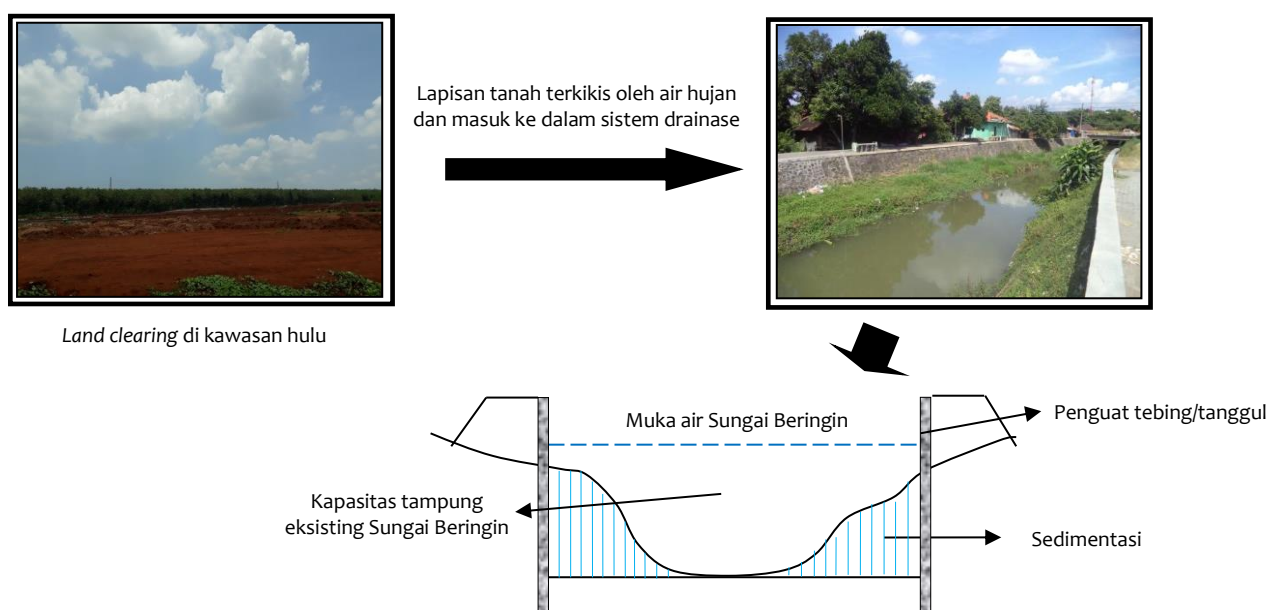 Lapisan tanah terkikis oleh air hujan
dan masuk ke dalam sistem drainase
Land clearing di kawasan hulu
Muka air Sungai Beringin
Penguat tebing/tanggul
Kapasitas tampung
eksisting Sungai Beringin
Sedimentasi